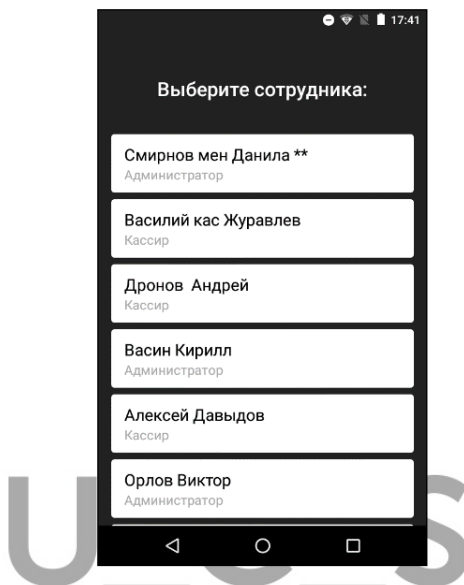 17:41
Выберите сотрудника:
Смирнов мен Данила **
Администратор
Василий кас Журавлев
Кассир
Дронов  Андрей
Кассир
Васин Кирилл
Администратор
Алексей Давыдов
Кассир
Орлов Виктор
Администратор